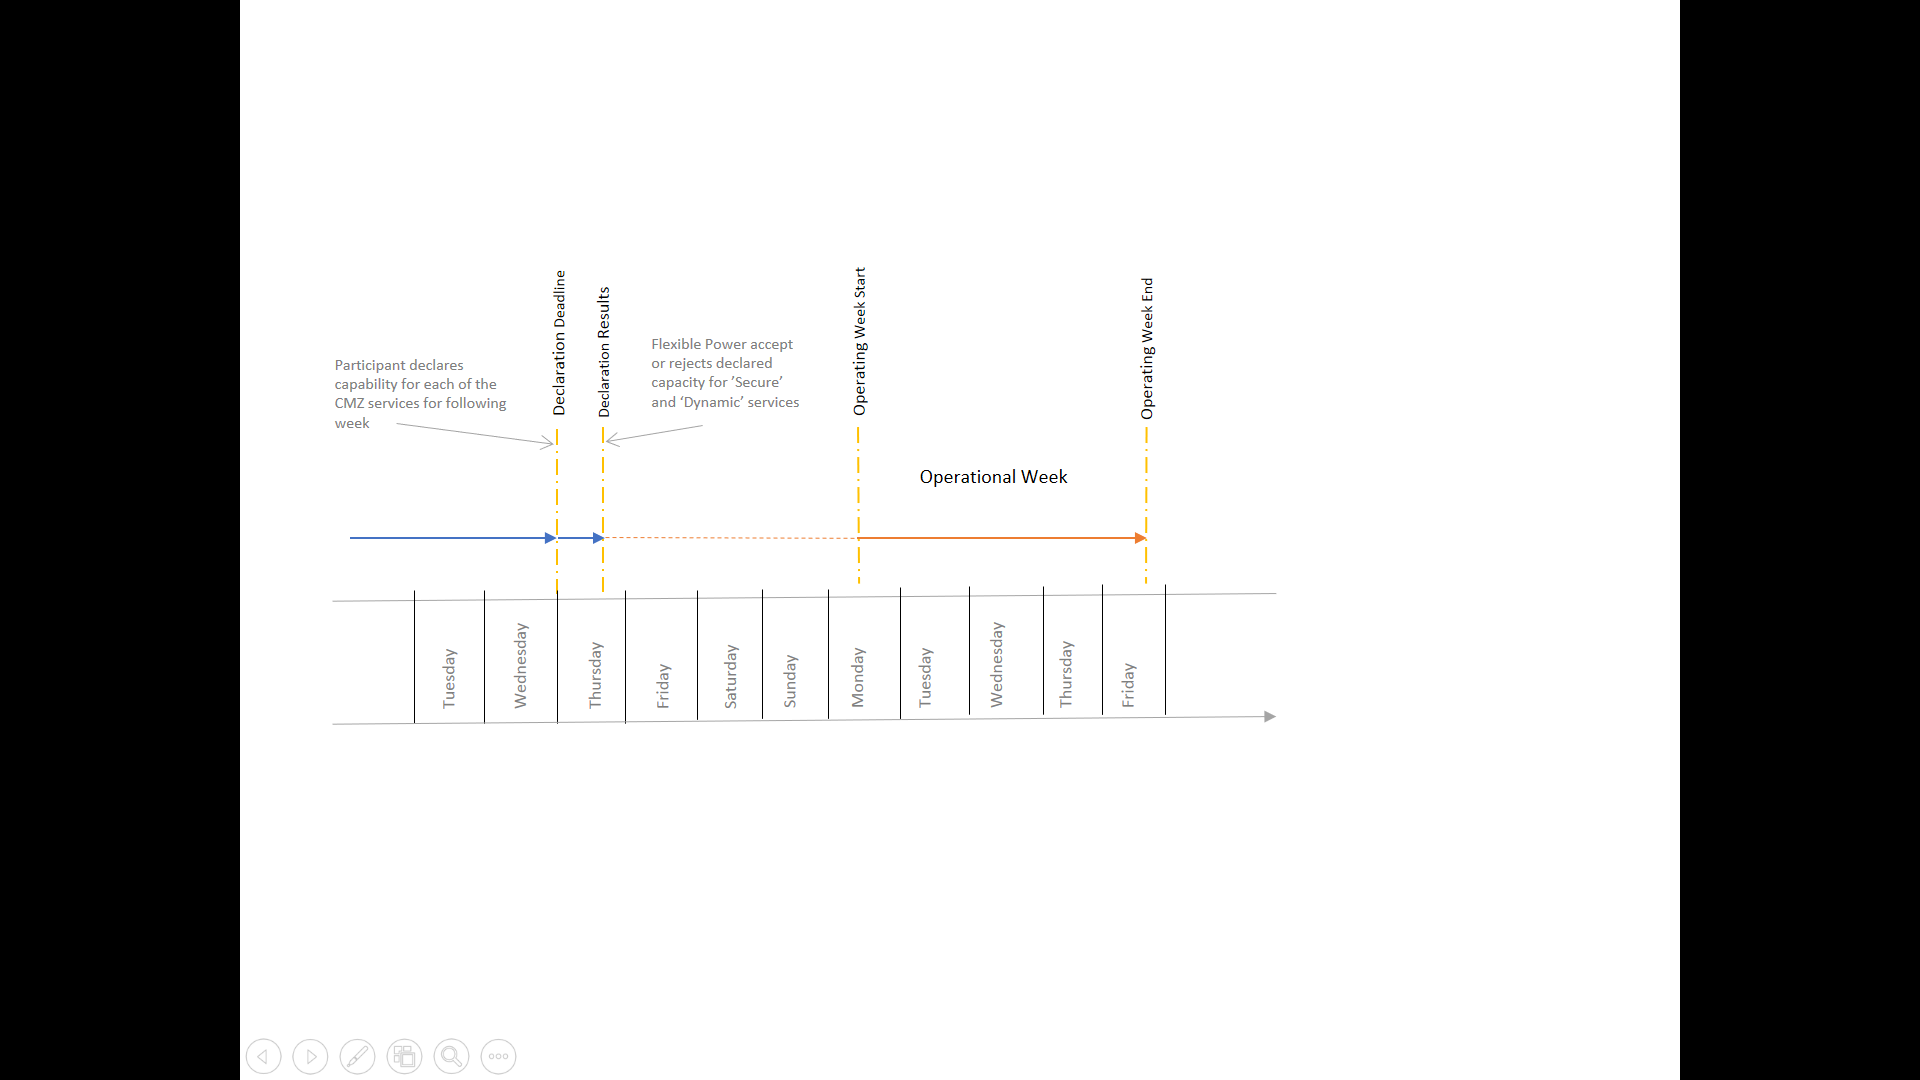 Declaration Deadline
Declaration Results
Operating Week Start
Operating Week End
Participant declares
capability for each of the
CMZ services for following
week
Flexible Power accept
or rejects declared
capacity for ’Secure’
and ‘Dynamic’ services
Operational Week
Tuesday
Wednesday
Thursday
Friday
Saturday
Sunday
Monday
Tuesday
Wednesday
Thursday
Friday